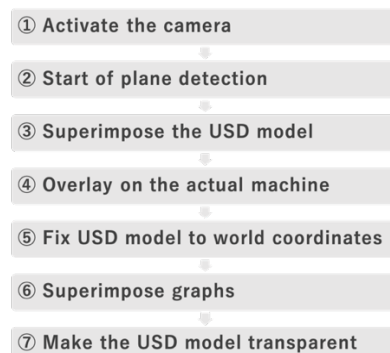 ① Activate the camera
② Start of plane detection
③ Superimpose the USD model
④ Overlay on the actual machine
⑤ Fix USD model to world coordinates
⑥ Superimpose graphs
⑦ Make the USD model transparent